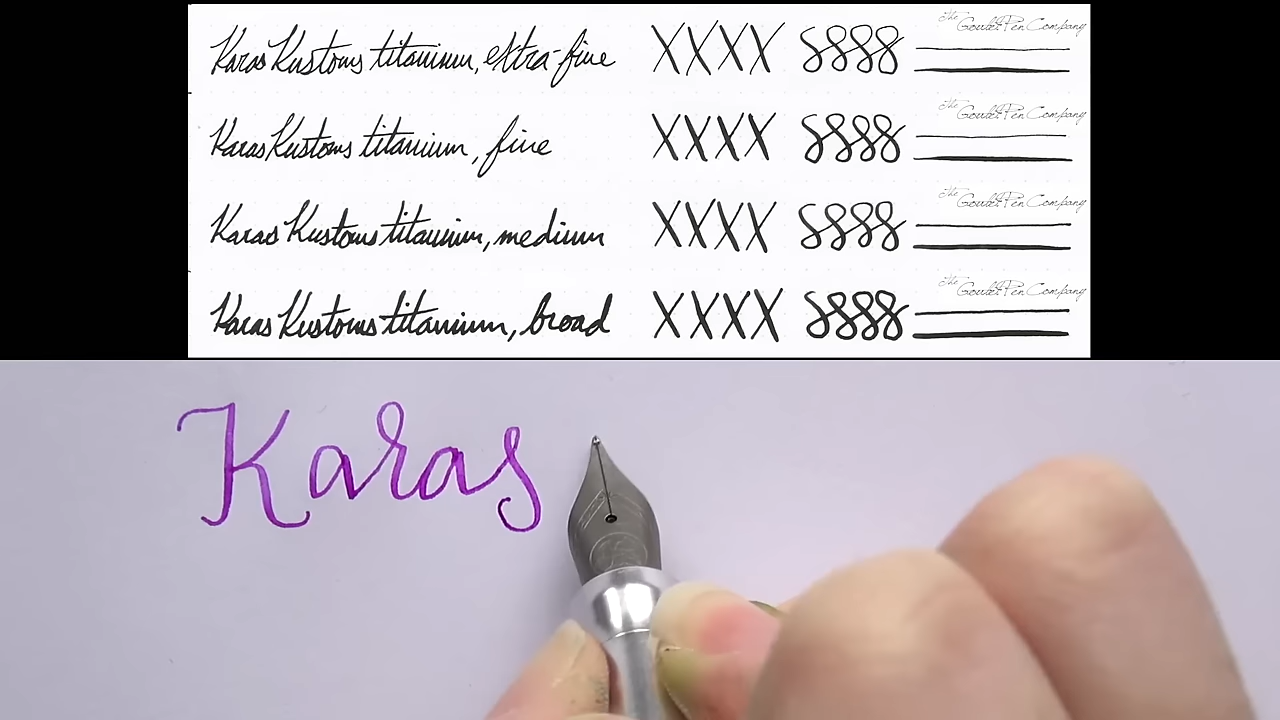 Karas Kustoms titanium, extra-fine XXXX 8888 The Goulet Pen Company
Karas Kustoms titanium, fine XXXX 8888 The Goulet Pen Company
Karas Kustoms titanium, medium XXXX 8888 The Goulet Pen Company
Karas Kustoms titanium, broad XXXX 8888 The Goulet Pen Company
Karas